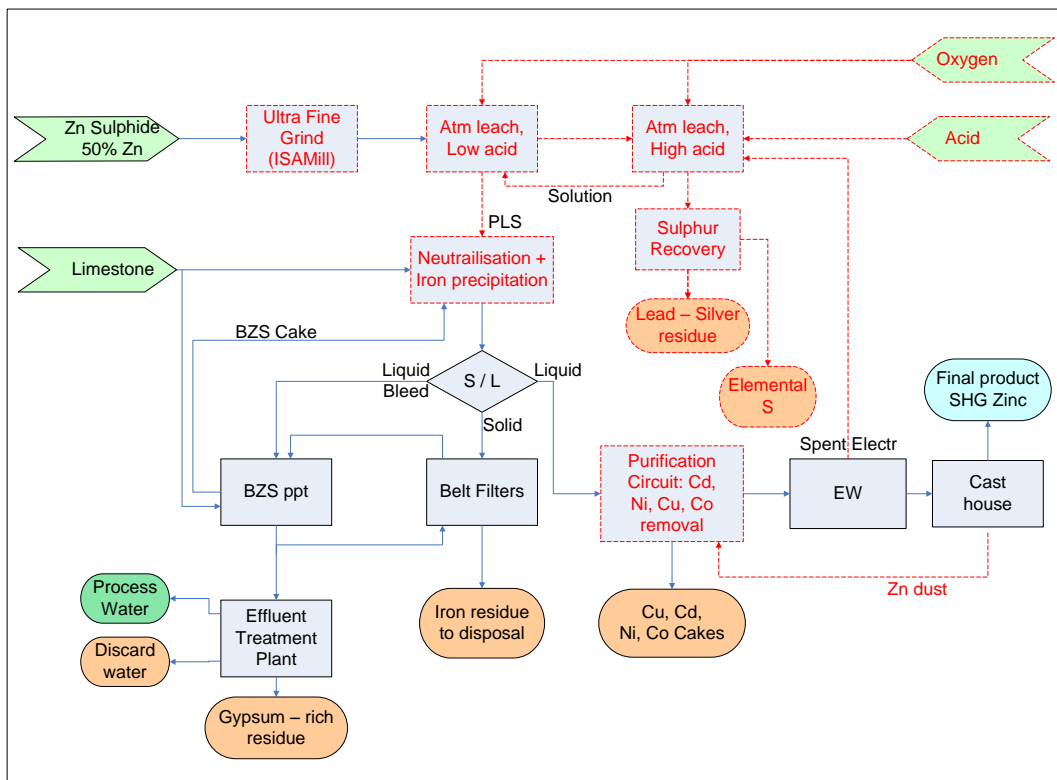 Oxygen
Zn Sulphide
50% Zn
Ultra Fine
Grind
(ISAMill)
Atm leach,
Low acid
Atm leach,
High acid
Acid
Solution
PLS
Sulphur
Recovery
Limestone
Neutrailisation +
Iron precipitation
Lead – Silver
residue
BZS Cake
Liquid
Bleed
S / L
Liquid
Solid
Elemental
S
Final product
SHG Zinc
Spent Electr
BZS ppt
Belt Filters
Purification
Circuit: Cd,
Ni, Cu, Co
removal
EW
Cast
house
Zn dust
Process
Water
Effluent
Treatment
Plant
Iron residue
to disposal
Cu, Cd,
Ni, Co Cakes
Discard
water
Gypsum – rich
residue